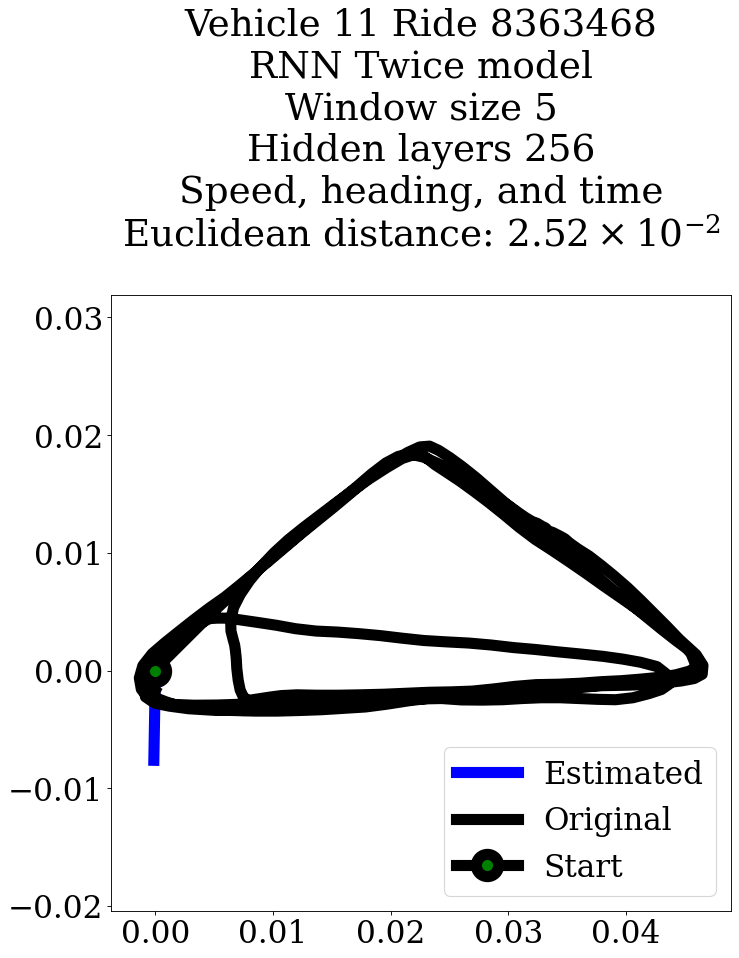 Vehicle 11 Ride 8363468
RNN Twice model
Window size 5
Hidden layers 256
Speed, heading, and time
Euclidean distance: 2.52 × 10⁻²
0.03
0.02
0.01
0.00
−0.01
−0.02
Estimated
Original
Start
0.00 0.01 0.02 0.03 0.04